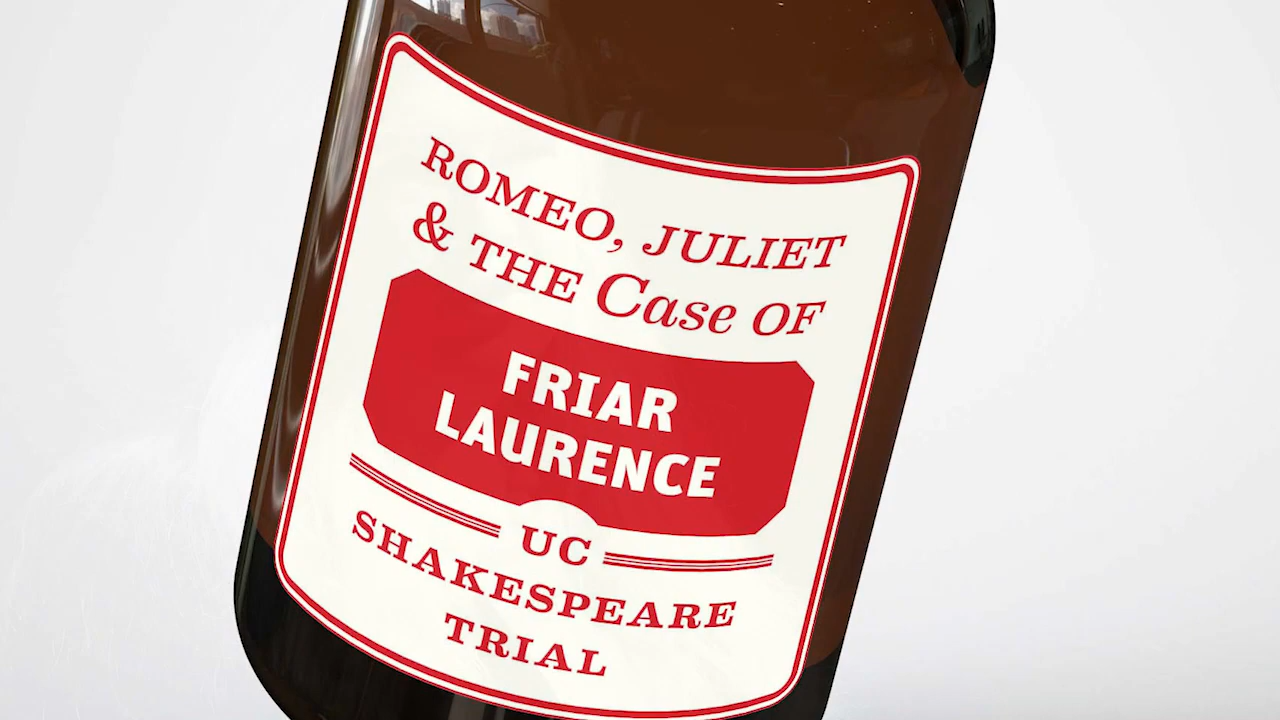 ROMEO, JULIET
& THE Case OF
FRIAR
LAURENCE
UC
SHAKESPEARE
TRIAL